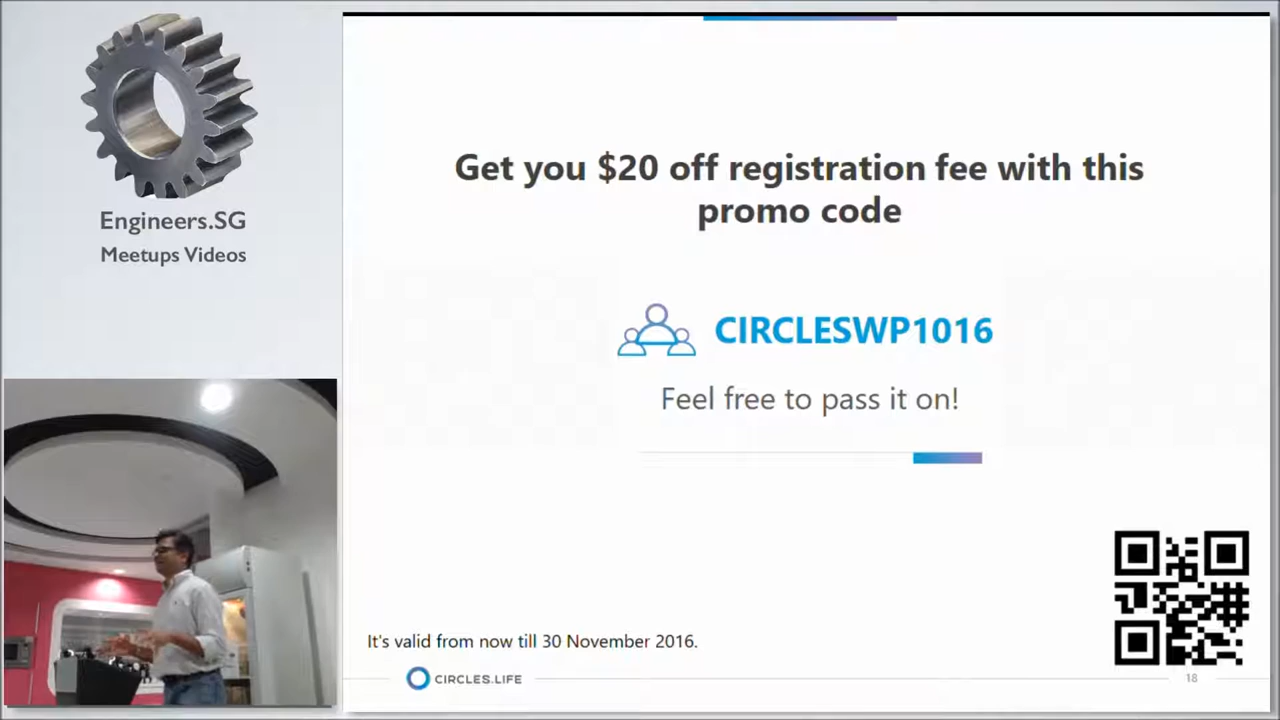 Engineers.SG
Meetups Videos
Get you $20 off registration fee with this
promo code
CIRCLESWP1016
Feel free to pass it on!
It's valid from now till 30 November 2016.
CIRCLES.LIFE
18